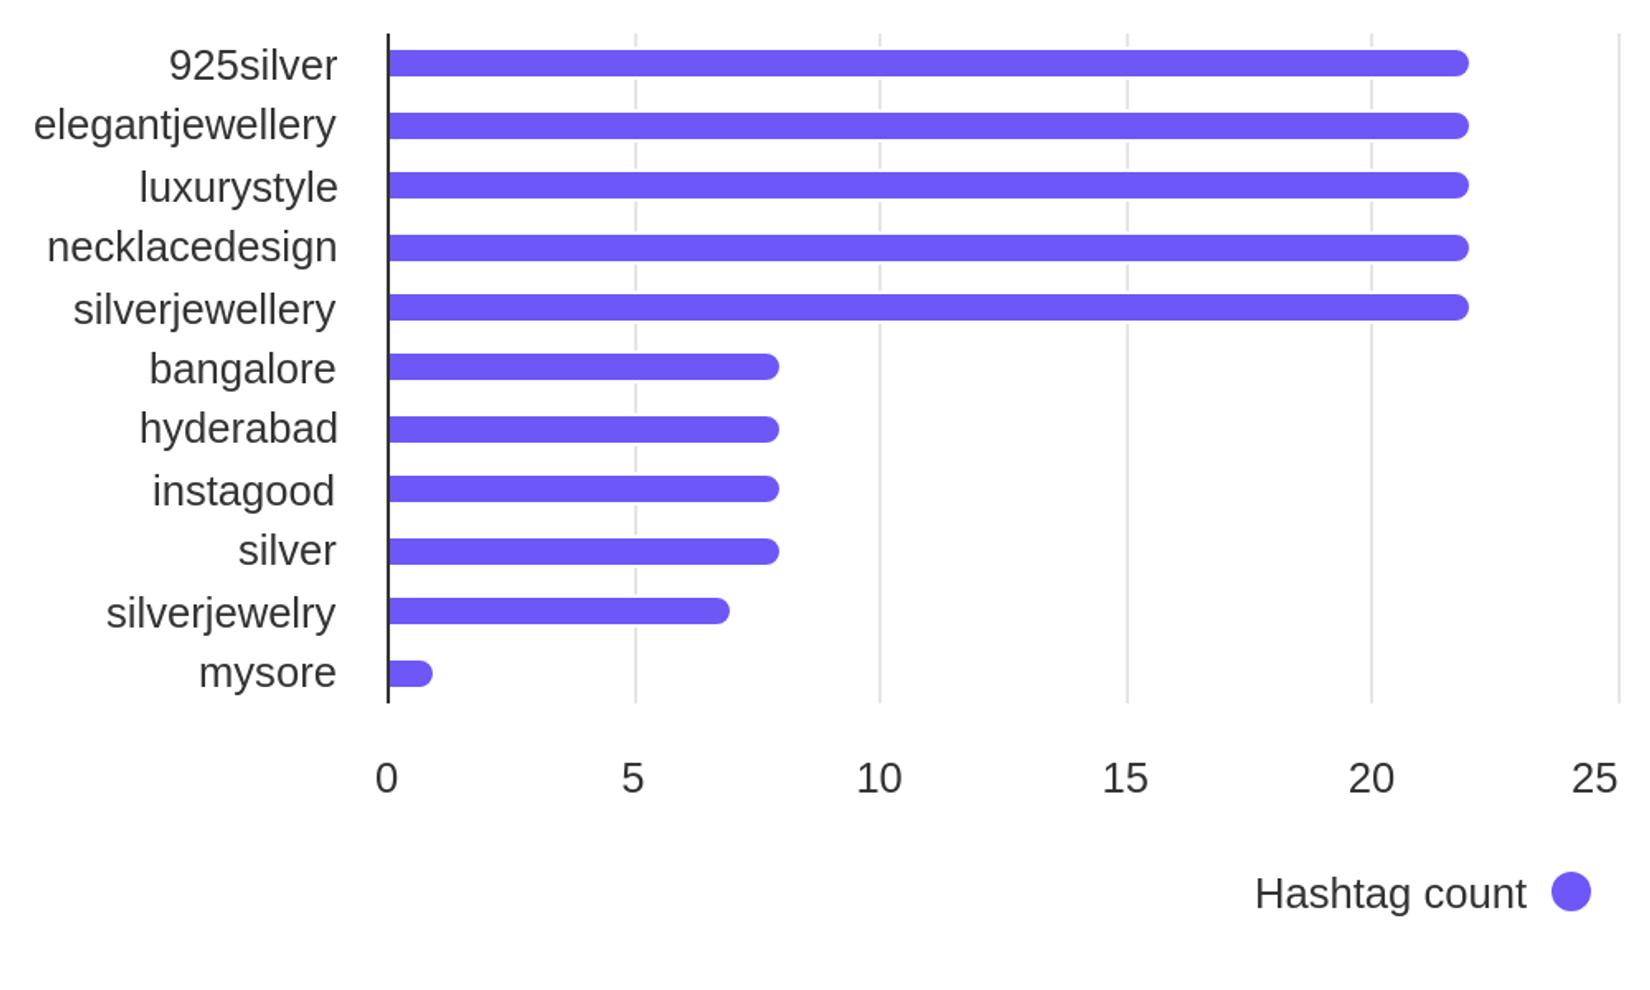 925silver
elegantjewellery
luxurystyle
necklacedesign
silverjewellery
bangalore
hyderabad
instagood
silver
silverjewelry
mysore
0 5 10 15 20 25
Hashtag count